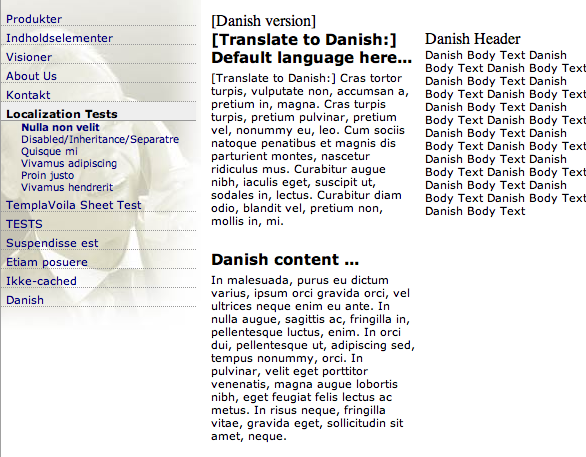 Produkter
Indholdselementer
Visioner
About Us
Kontakt
Localization Tests
Nulla non velit
Disabled/Inheritance/Separatre
Quisque mi
Vivamus adipiscing
Proin justo
Vivamus hendrerit
TemplaVoila Sheet Test
TESTS
Suspendisse est
Etiam posuere
Ikke-cached
Danish
[Danish version]
[Translate to Danish:]
Default language here...
[Translate to Danish:] Cras tortor
turpis, vulputate non, accumsan a,
pretium in, magna. Cras turpis
turpis, pretium pulvinar, pretium
vel, nonummy eu, leo. Cum sociis
natoque penatibus et magnis dis
parturient montes, nascetur
ridiculus mus. Curabitur augue
nibh, iaculis eget, suscipit ut,
sodales in, lectus. Curabitur diam
odio, blandit vel, pretium non,
mollis in, mi.
Danish content ...
In malesuada, purus eu dictum
varius, ipsum orci gravida orci, vel
ultrices neque enim eu ante. In
nulla augue, sagittis ac, fringilla in,
pellentesque luctus, enim. In orci
dui, pellentesque ut, adipiscing sed,
tempus nonummy, orci. In
pulvinar, velit eget porttitor
venenatis, magna augue lobortis
nibh, eget feugiat felis lectus ac
metus. In risus neque, fringilla
vitae, gravida eget, sollicitudin sit
amet, neque.
Danish Header
Danish Body Text Danish
Body Text Danish Body Text
Danish Body Text Danish
Body Text Danish Body Text
Danish Body Text Danish
Body Text Danish Body Text
Danish Body Text Danish
Body Text Danish Body Text
Danish Body Text Danish
Body Text Danish Body Text
Danish Body Text Danish
Body Text Danish Body Text
Danish Body Text